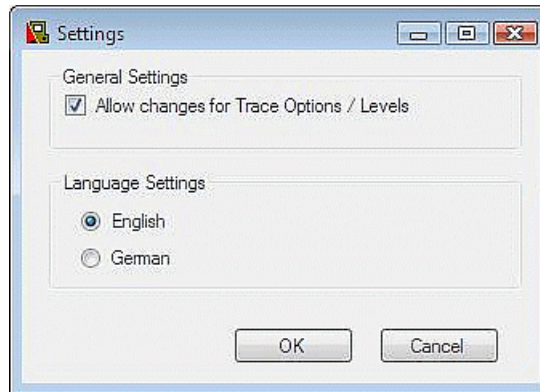 Settings
General Settings
Allow changes for Trace Options / Levels
Language Settings
English
German
OK
Cancel